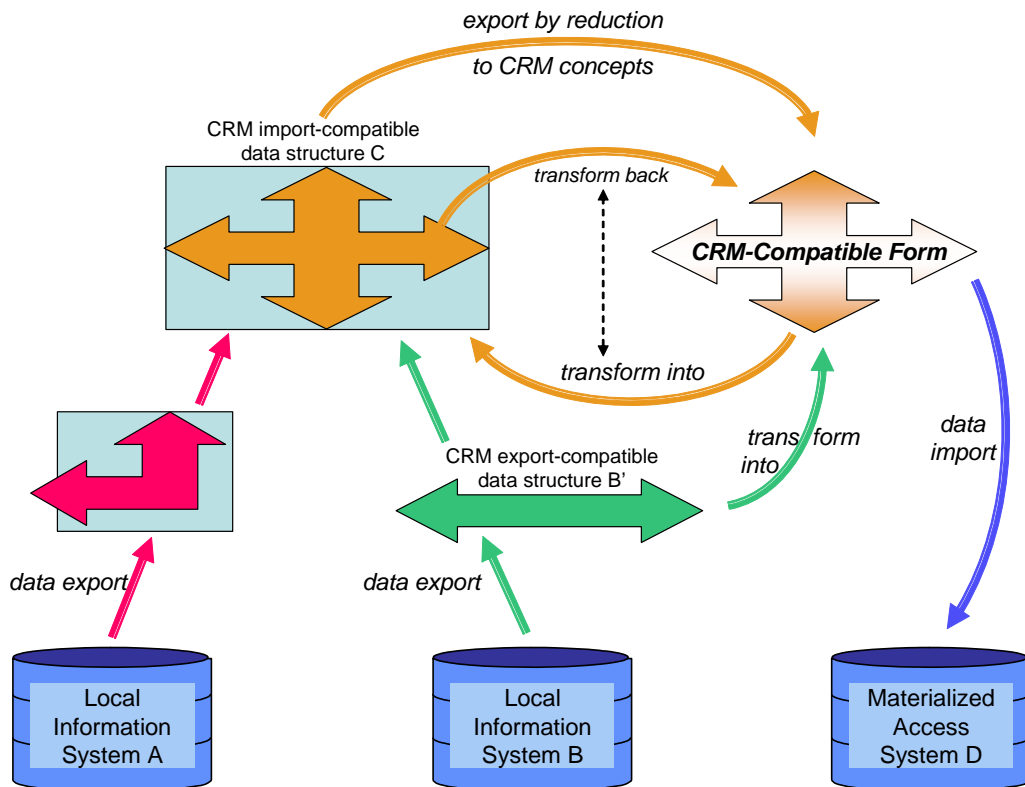 export by reduction
to CRM concepts
CRM import-compatible
data structure C
transform back
CRM-Compatible Form
transform into
data
import
trans form
into
CRM export-compatible
data structure B’
data export
data export
Local
Information
System A
Local
Information
System B
Materialized
Access
System D